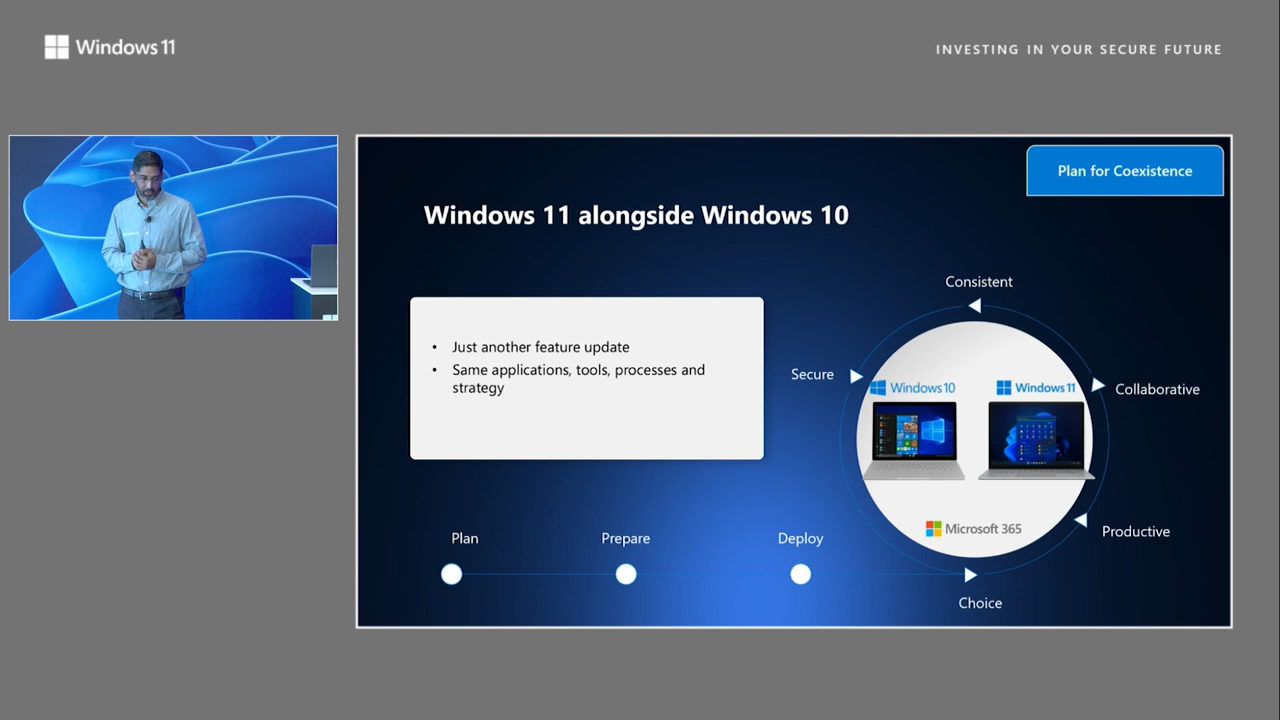 Windows 11
INVESTING IN YOUR SECURE FUTURE
Plan for Coexistence
Windows 11 alongside Windows 10
• Just another feature update
• Same applications, tools, processes and
strategy
Consistent
Secure
Collaborative
Windows 10
Windows 11
Microsoft 365
Productive
Choice
Plan
Prepare
Deploy